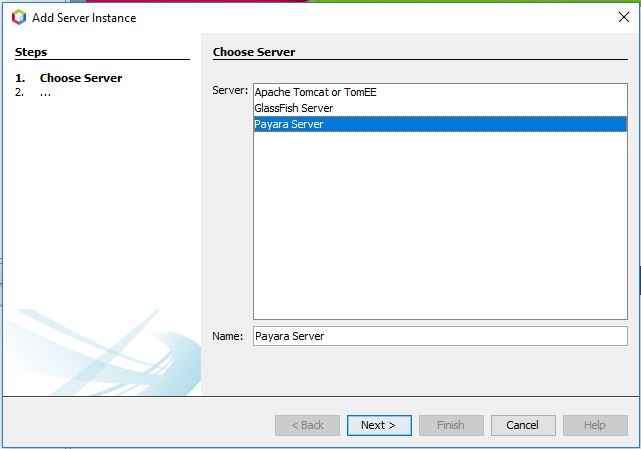 Add Server Instance
Steps
1. Choose Server
2. ...
Choose Server
Server:
Apache Tomcat or TomEE
GlassFish Server
Payara Server
Name: Payara Server
< Back Next > Finish Cancel Help